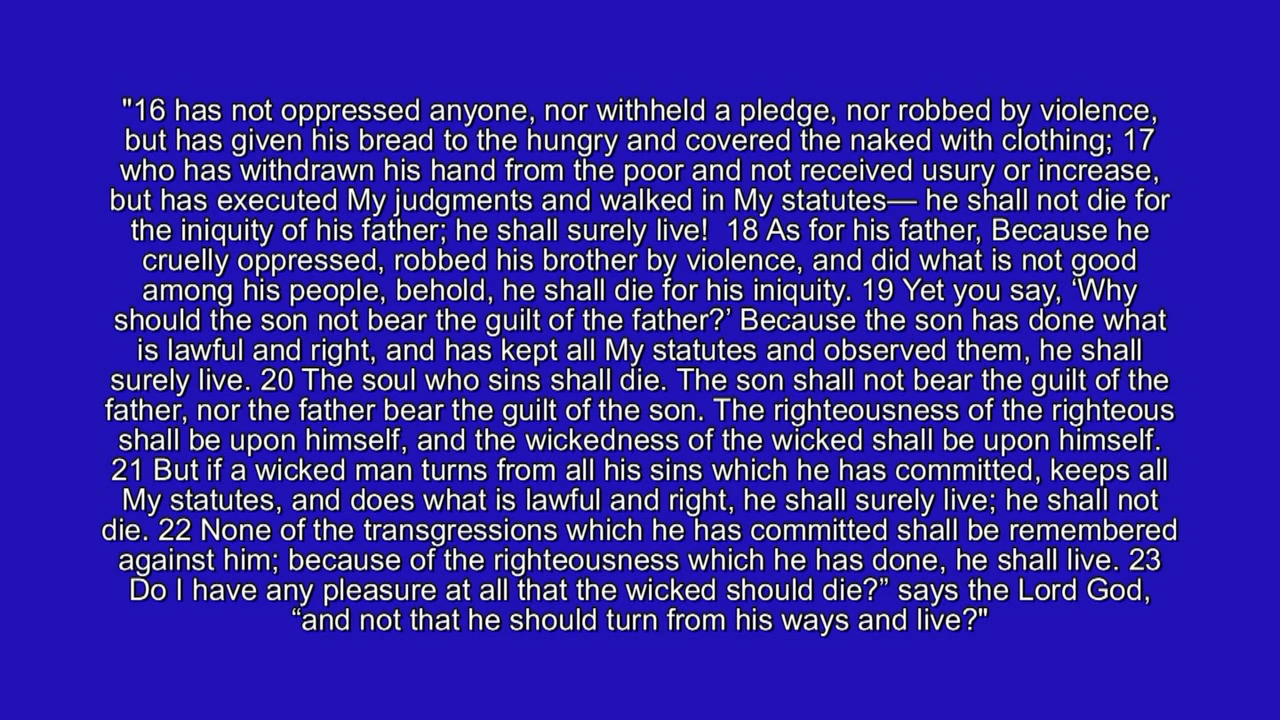 "16 has not oppressed anyone, nor withheld a pledge, nor robbed by violence,
but has given his bread to the hungry and covered the naked with clothing; 17
who has withdrawn his hand from the poor and not received usury or increase,
but has executed My judgments and walked in My statutes— he shall not die for
the iniquity of his father; he shall surely live!  18 As for his father, Because he
cruelly oppressed, robbed his brother by violence, and did what is not good
among his people, behold, he shall die for his iniquity. 19 Yet you say, ‘Why
should the son not bear the guilt of the father?’ Because the son has done what
is lawful and right, and has kept all My statutes and observed them, he shall
surely live. 20 The soul who sins shall die. The son shall not bear the guilt of the
father, nor the father bear the guilt of the son. The righteousness of the righteous
shall be upon himself, and the wickedness of the wicked shall be upon himself.
21 But if a wicked man turns from all his sins which he has committed, keeps all
My statutes, and does what is lawful and right, he shall surely live; he shall not
die. 22 None of the transgressions which he has committed shall be remembered
against him; because of the righteousness which he has done, he shall live. 23
Do I have any pleasure at all that the wicked should die?” says the Lord God,
“and not that he should turn from his ways and live?"